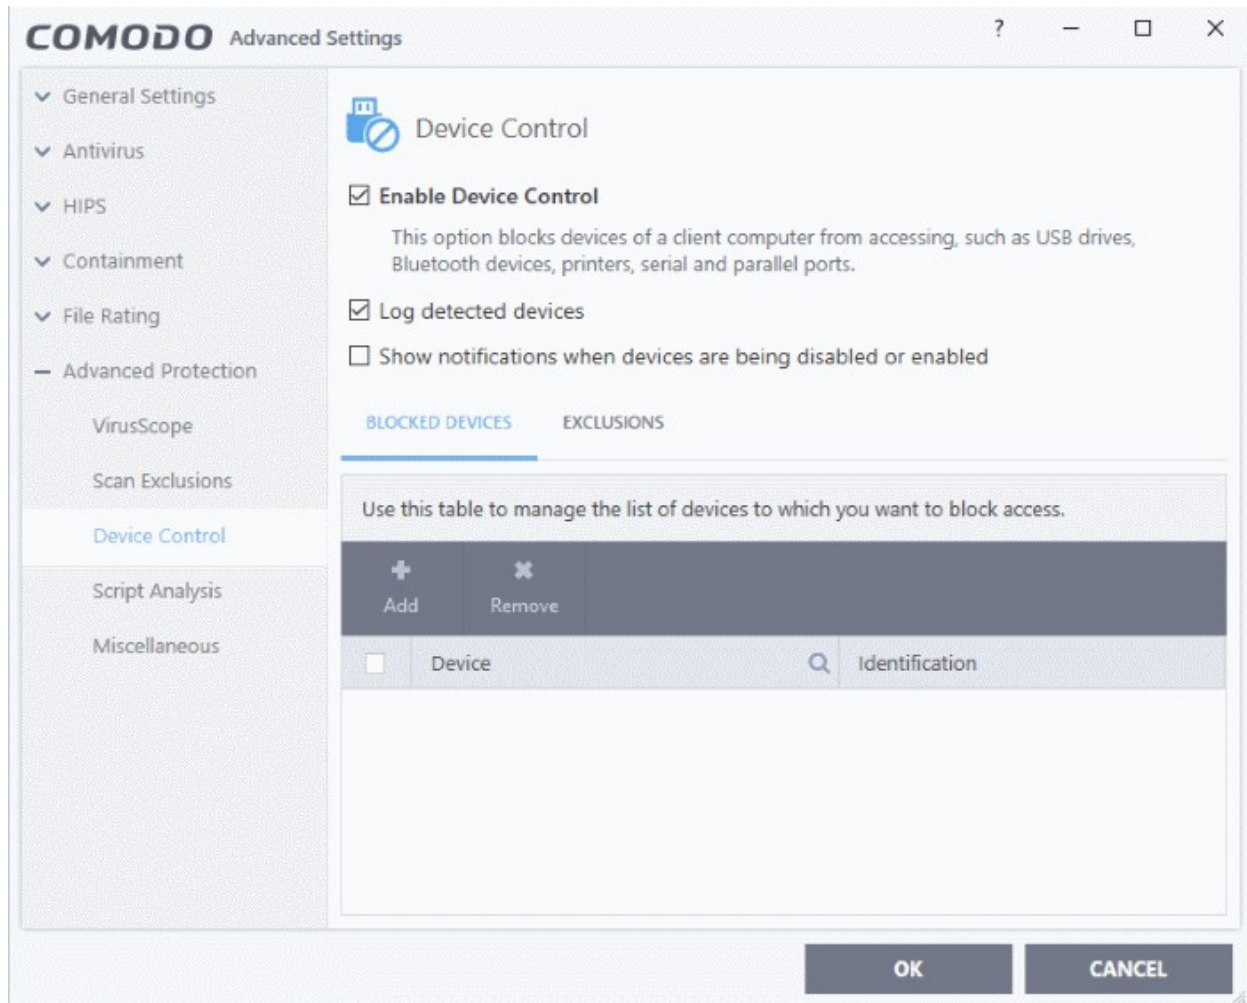 COMODO Advanced Settings
?
General Settings
Antivirus
HIPS
Containment
File Rating
Advanced Protection
VirusScope
Scan Exclusions
Device Control
Script Analysis
Miscellaneous
Device Control
Enable Device Control
This option blocks devices of a client computer from accessing, such as USB drives,
Bluetooth devices, printers, serial and parallel ports.
Log detected devices
Show notifications when devices are being disabled or enabled
BLOCKED DEVICES EXCLUSIONS
Use this table to manage the list of devices to which you want to block access.
Add Remove
Device Identification
OK CANCEL